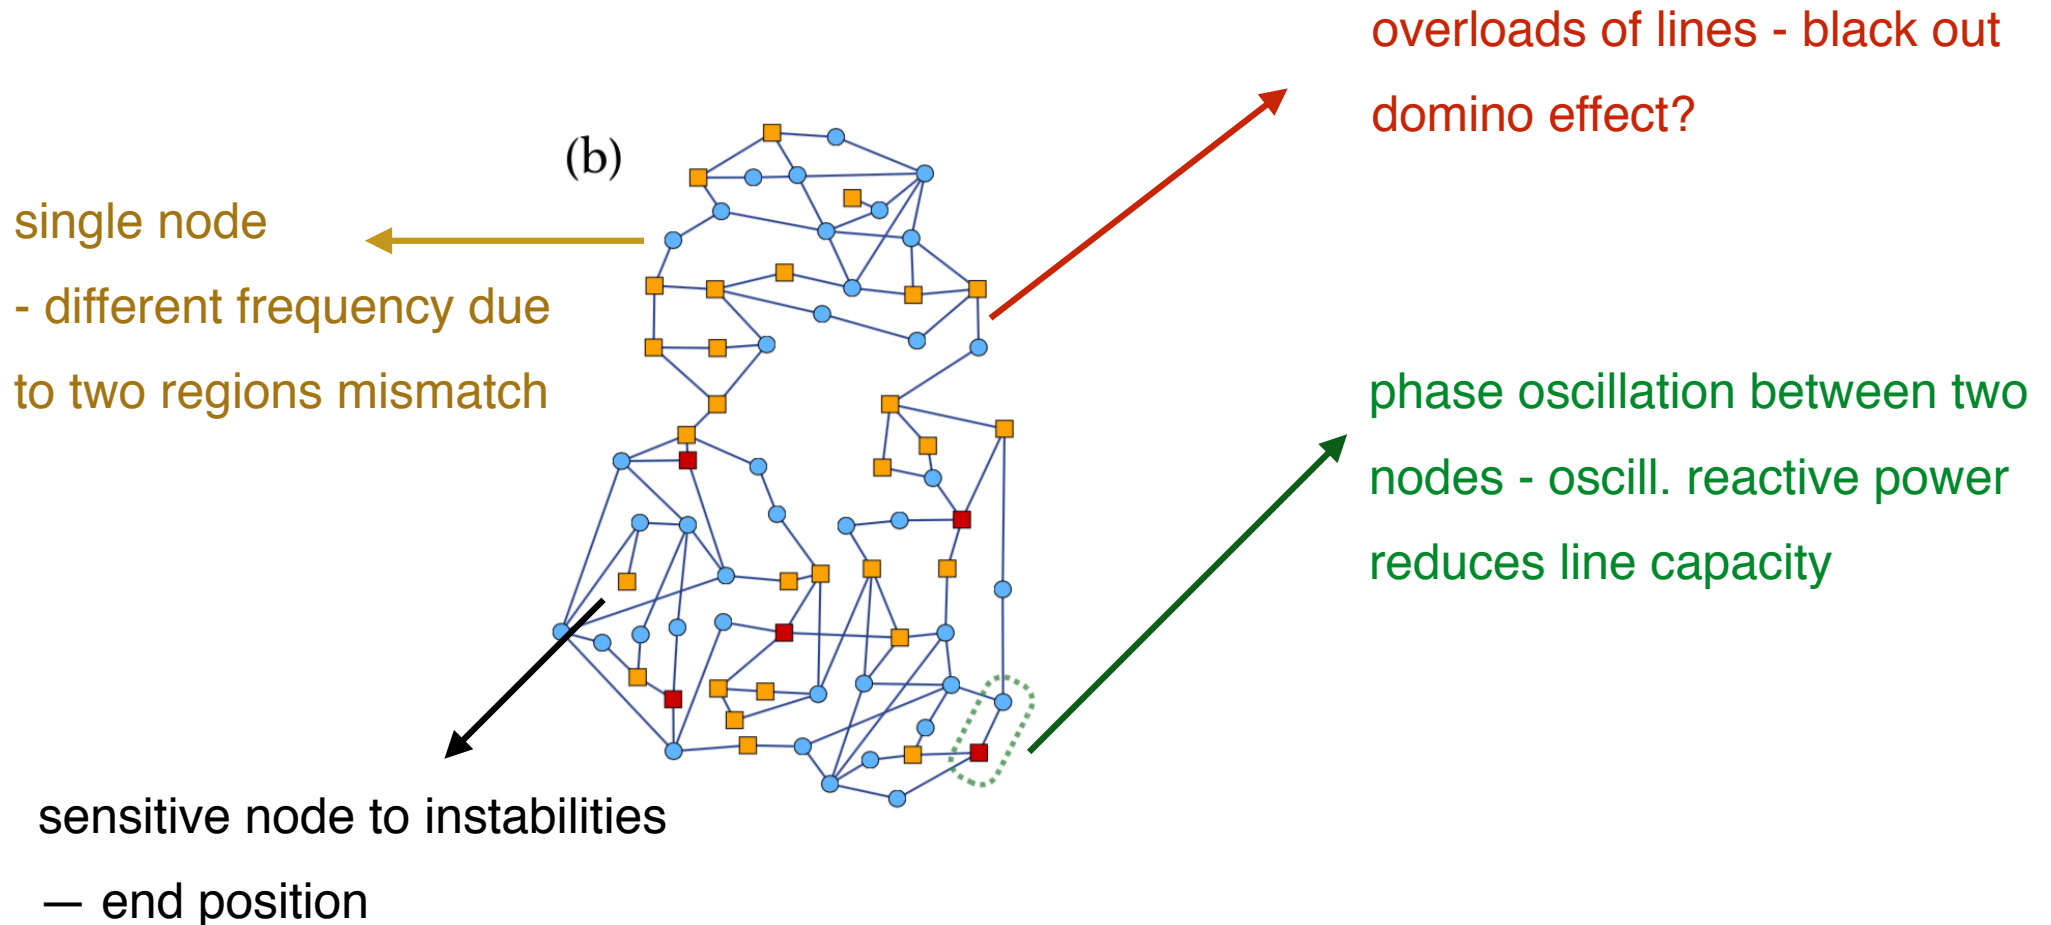 overloads of lines - black out
domino effect?
(b)
single node
- different frequency due
to two regions mismatch
phase oscillation between two
nodes - oscill. reactive power
reduces line capacity
sensitive node to instabilities
— end position